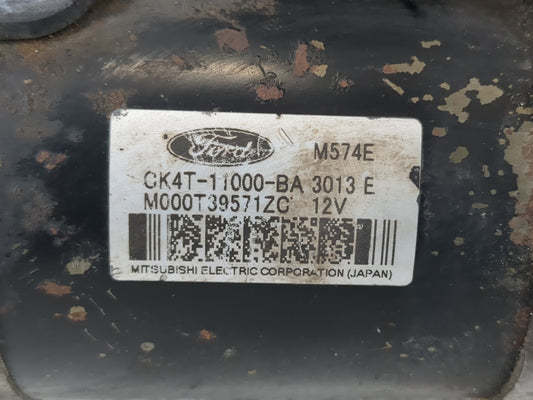 Ford M574E
CK4T-11000-BA 3013 E
M000T39571ZC 12V
MITSUBISHI ELECTRIC CORPORATION (JAPAN)